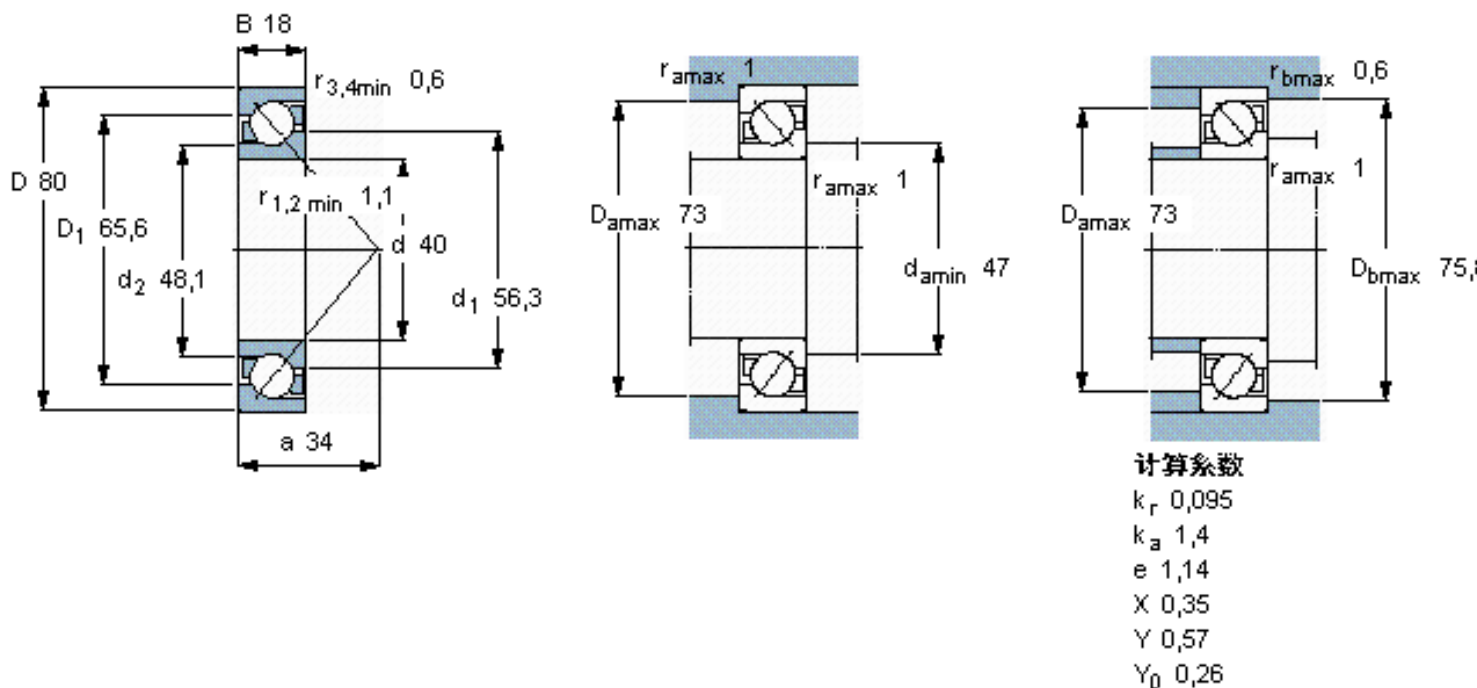 B 18
r3,4min 0,6
D 80
D1 65,6
d2 48,1
r1,2 min 1,1
d 40
d1 56,3
a 34
ramax 1
ramax 1
Damax 73
damin 47
rbmax 0,6
ramax 1
Damax 73
Dbmax 75,8
计算系数
kr 0,095
ka 1,4
e 1,14
X 0,35
Y 0,57
Y0 0,26